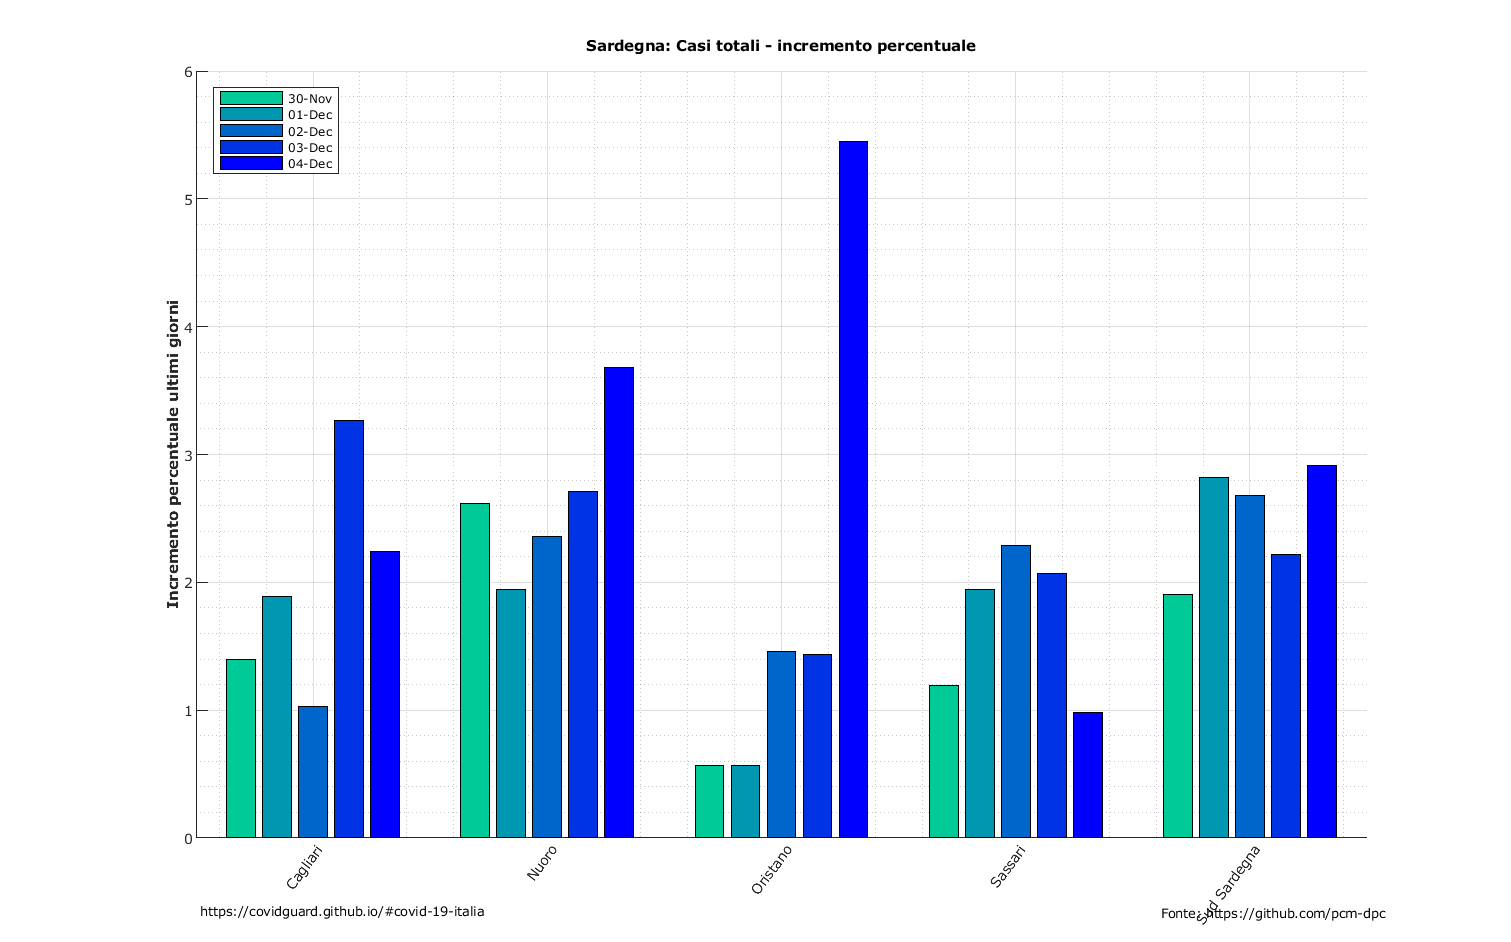 Sardegna: Casi totali - incremento percentuale
6
5
4
3
2
1
0
Incremento percentuale ultimi giorni
30-Nov
01-Dec
02-Dec
03-Dec
04-Dec
Cagliari
Nuoro
Oristano
Sassari
Sud Sardegna
https://covidguard.github.io/#covid-19-italia
Fonte: https://github.com/pcm-dpc